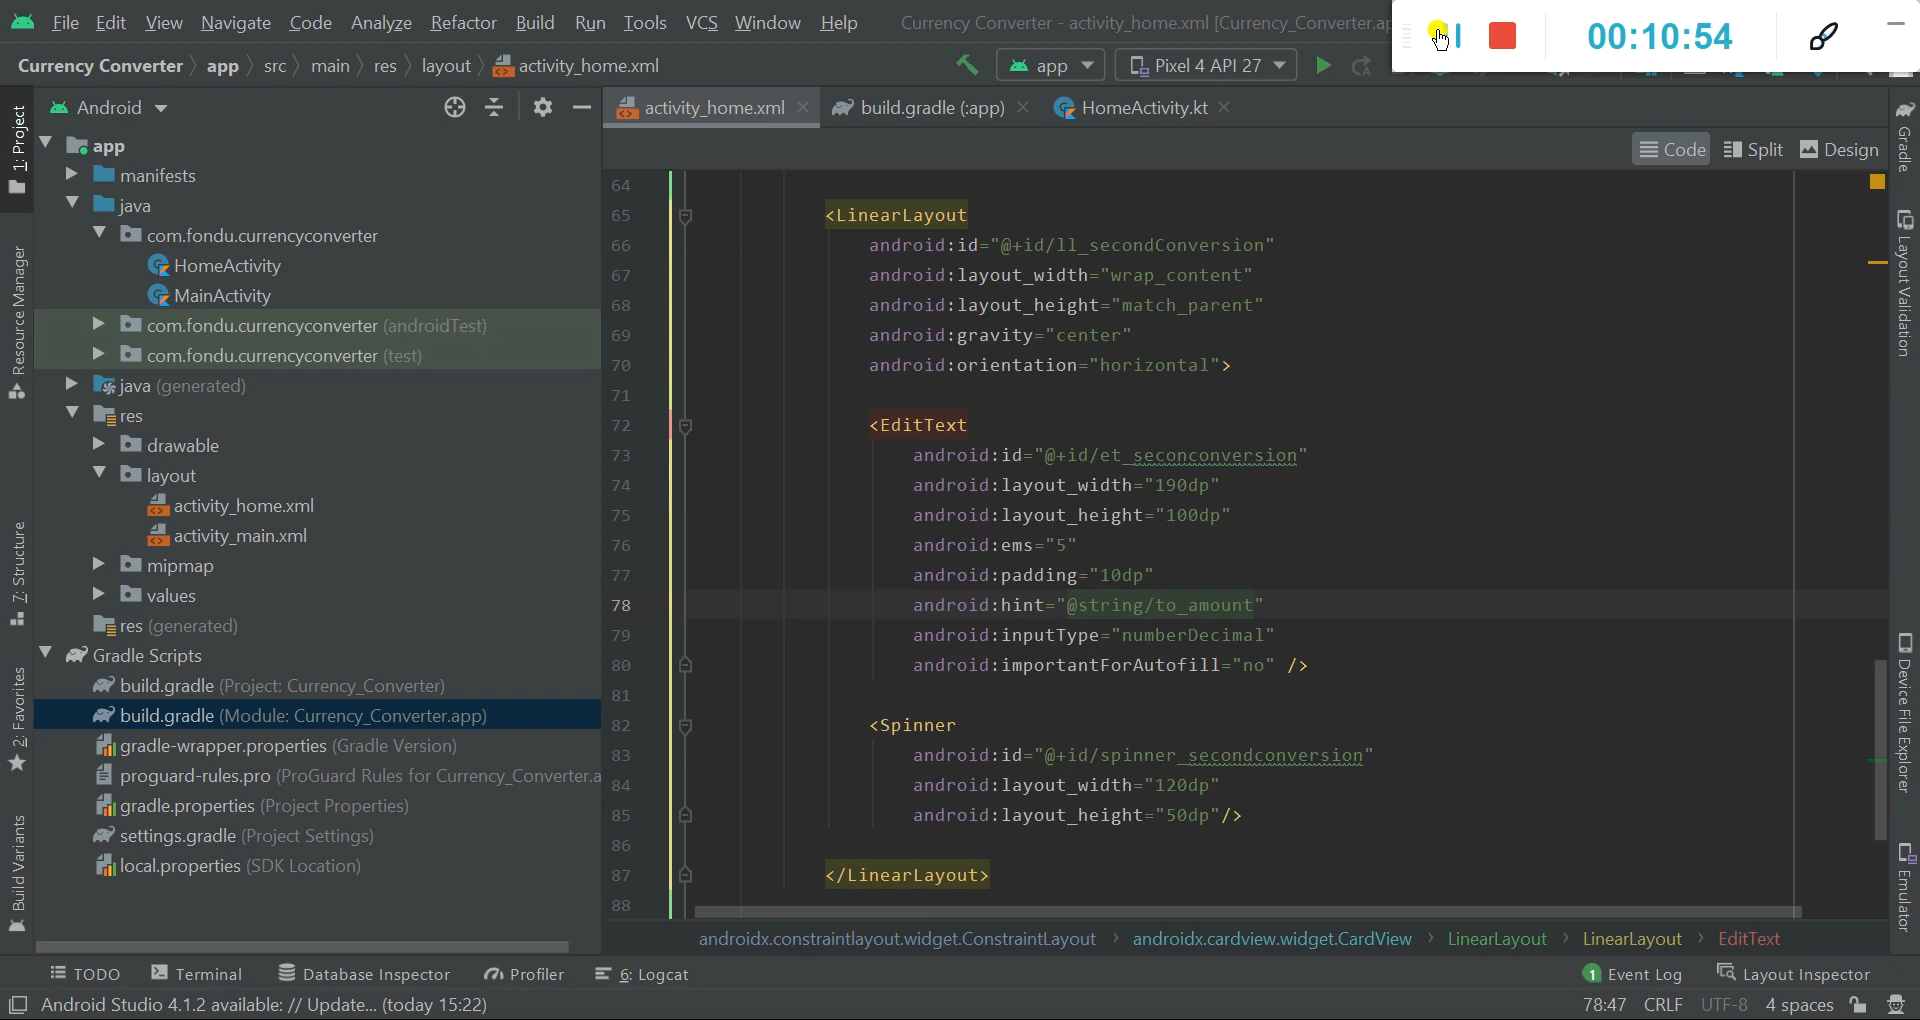 File Edit View Navigate Code Analyze Refactor Build Run Tools VCS Window Help Currency Converter - activity_home.xml [Currency_Converter.ap
00:10:54
Currency Converter app src main res layout activity_home.xml app Pixel 4 API 27
Android
activity_home.xml build.gradle (:app) HomeActivity.kt
Code Split Design
1: Project
Resource Manager
7: Structure
2: Favorites
Build Variants
app
manifests
java
com.fondu.currencyconverter
HomeActivity
MainActivity
com.fondu.currencyconverter (androidTest)
com.fondu.currencyconverter (test)
java (generated)
res
drawable
layout
activity_home.xml
activity_main.xml
mipmap
values
res (generated)
Gradle Scripts
build.gradle (Project: Currency_Converter)
build.gradle (Module: Currency_Converter.app)
gradle-wrapper.properties (Gradle Version)
proguard-rules.pro (ProGuard Rules for Currency_Converter.a
gradle.properties (Project Properties)
settings.gradle (Project Settings)
local.properties (SDK Location)
64
65 <LinearLayout
66 android:id="@+id/ll_secondConversion"
67 android:layout_width="wrap_content"
68 android:layout_height="match_parent"
69 android:gravity="center"
70 android:orientation="horizontal">
71
72 <EditText
73 android:id="@+id/et_seconconversion"
74 android:layout_width="190dp"
75 android:layout_height="100dp"
76 android:ems="5"
77 android:padding="10dp"
78 android:hint="@string/to_amount"
79 android:inputType="numberDecimal"
80 android:importantForAutofill="no" />
81
82 <Spinner
83 android:id="@+id/spinner_secondconversion"
84 android:layout_width="120dp"
85 android:layout_height="50dp"/>
86
87 </LinearLayout>
88
androidx.constraintlayout.widget.ConstraintLayout androidx.cardview.widget.CardView LinearLayout LinearLayout EditText
Gradle
Layout Validation
Device File Explorer
Emulator
TODO Terminal Database Inspector Profiler 6: Logcat 1 Event Log Layout Inspector
Android Studio 4.1.2 available: // Update... (today 15:22) 78:47 CRLF UTF-8 4 spaces